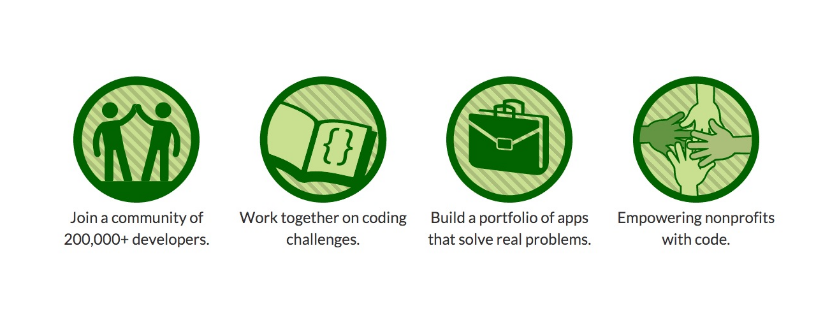 {}
Join a community of
200,000+ developers.
Work together on coding
challenges.
Build a portfolio of apps
that solve real problems.
Empowering nonprofits
with code.